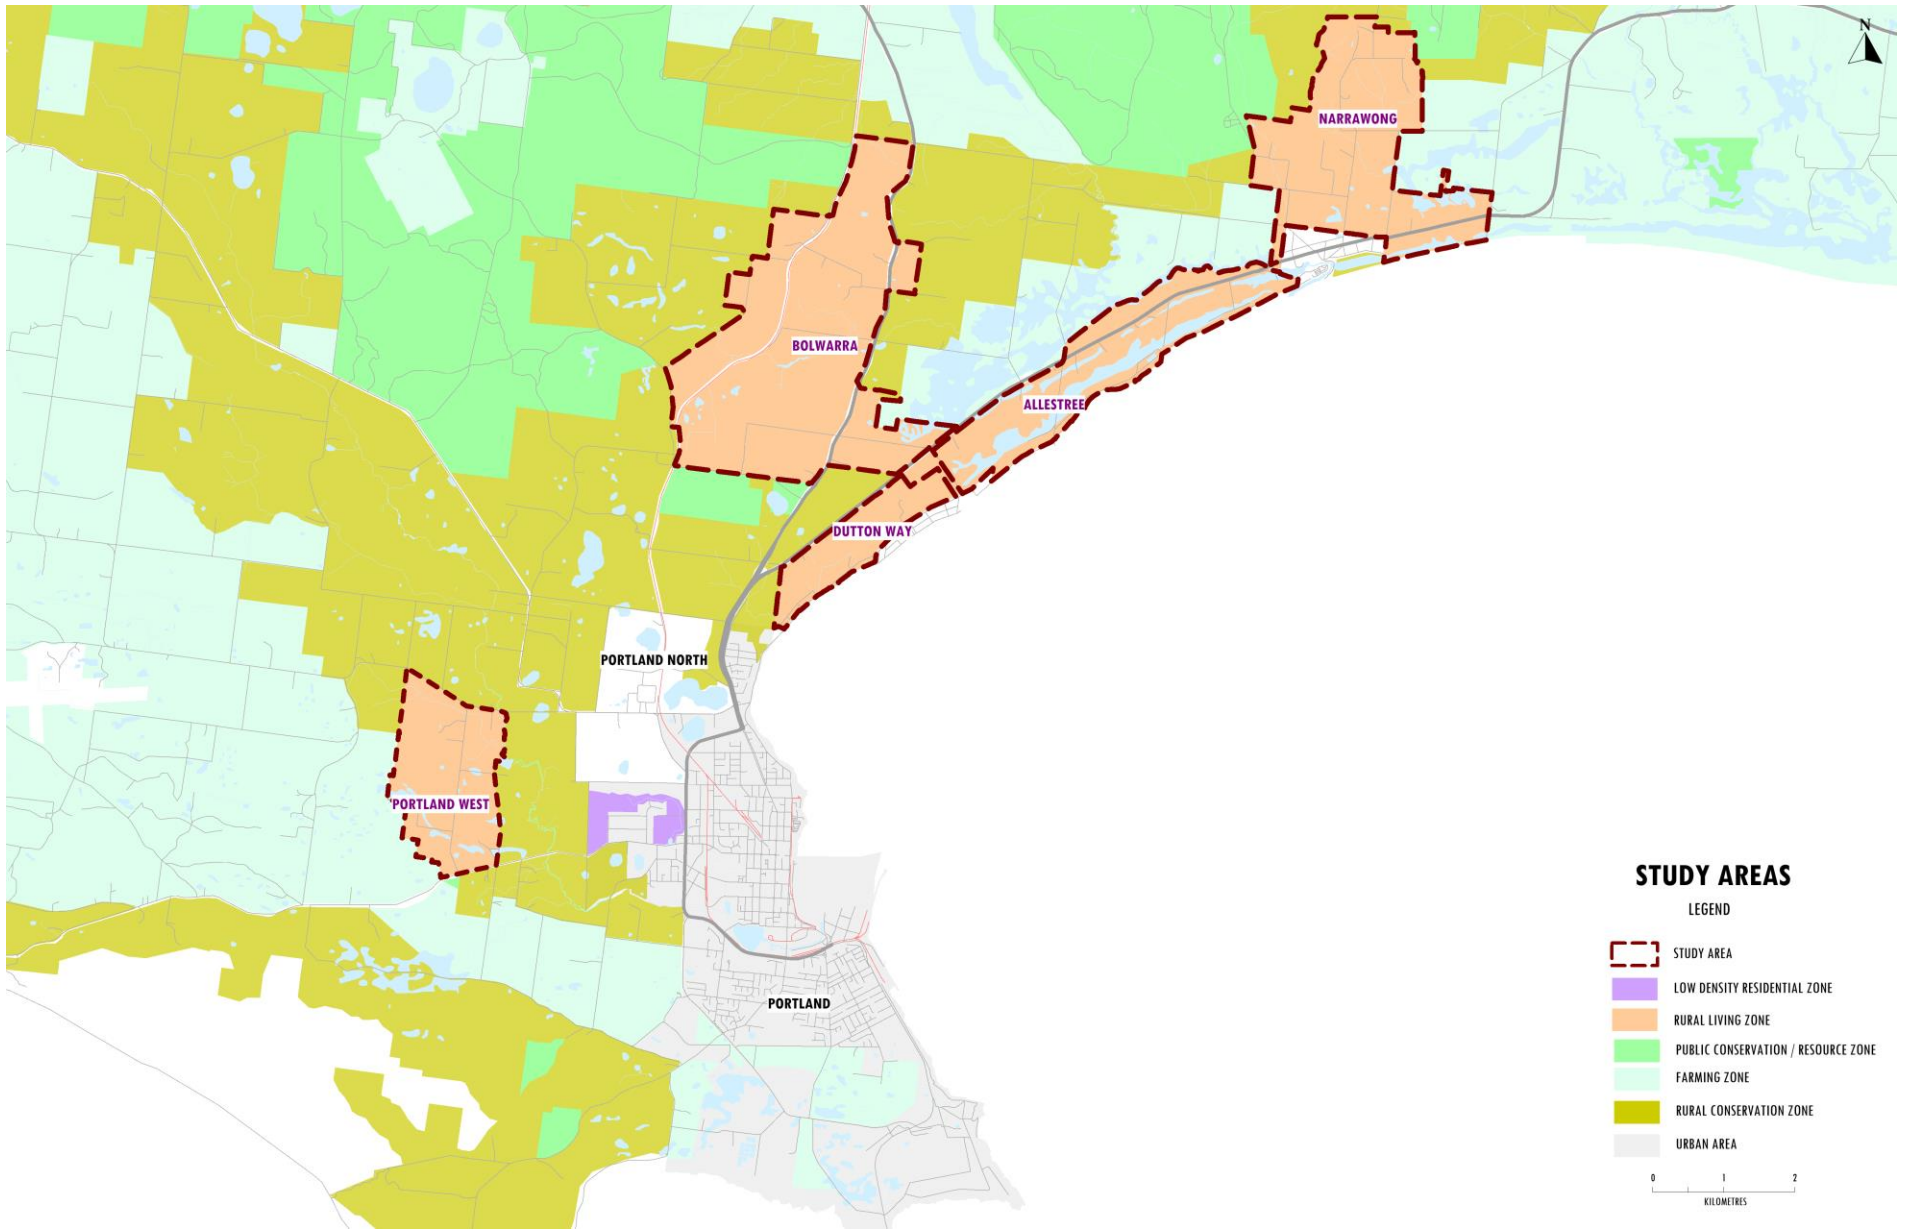 N
NARRAWONG
BOLWARRA
ALLESTREE
DUTTON WAY
PORTLAND NORTH
PORTLAND WEST
PORTLAND
STUDY AREAS
LEGEND
STUDY AREA
LOW DENSITY RESIDENTIAL ZONE
RURAL LIVING ZONE
PUBLIC CONSERVATION / RESOURCE ZONE
FARMING ZONE
RURAL CONSERVATION ZONE
URBAN AREA
0 1 2
KILOMETRES